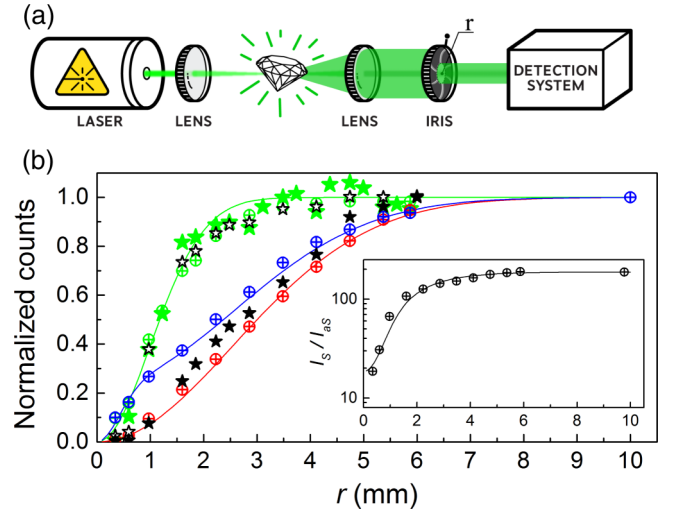 (a)
r
LASER
LENS
LENS
IRIS
DETECTION
SYSTEM
(b)
Normalized counts
1.0
0.8
0.6
0.4
0.2
0.0
0
1
2
3
4
5
6
7
8
9
10
r (mm)
I_S / I_aS
100
10
0
2
4
6
8
10